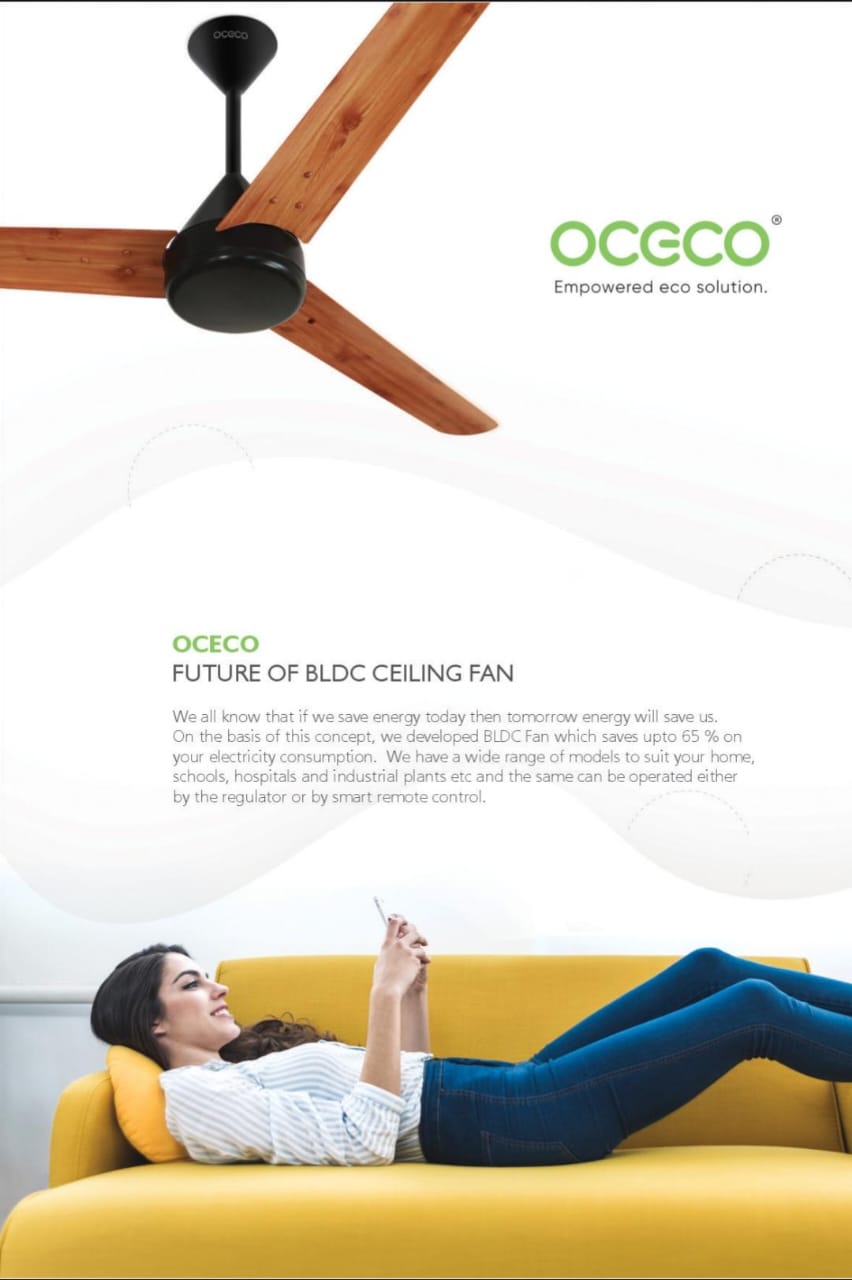 oceco
OCECO®
Empowered eco solution.
OCECO
FUTURE OF BLDC CEILING FAN
We all know that if we save energy today then tomorrow energy will save us.
On the basis of this concept, we developed BLDC Fan which saves upto 65 % on
your electricity consumption. We have a wide range of models to suit your home,
schools, hospitals and industrial plants etc and the same can be operated either
by the regulator or by smart remote control.